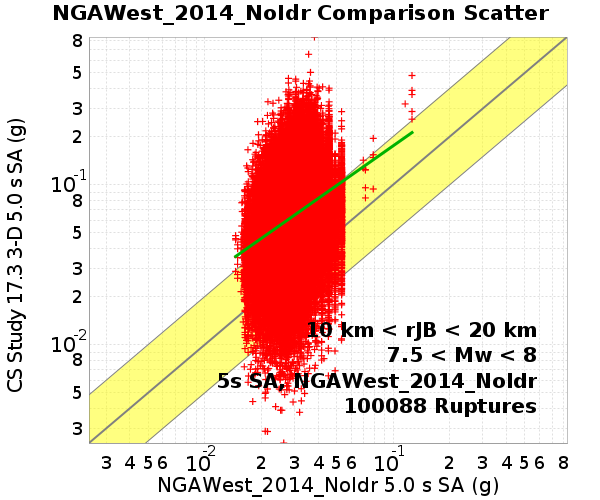 NGAWest_2014_NoIdr Comparison Scatter
CS Study 17.3 3-D 5.0 s SA (g)
8
5
3
2
10^-1
8
5
3
2
10^-2
8
5
3
10 km < rJB < 20 km
7.5 < Mw < 8
5s SA, NGAWest_2014_NoIdr
100088 Ruptures
3 4 5 6 10^-2 2 3 4 5 6 10^-1 2 3 4 5 6 8
NGAWest_2014_NoIdr 5.0 s SA (g)